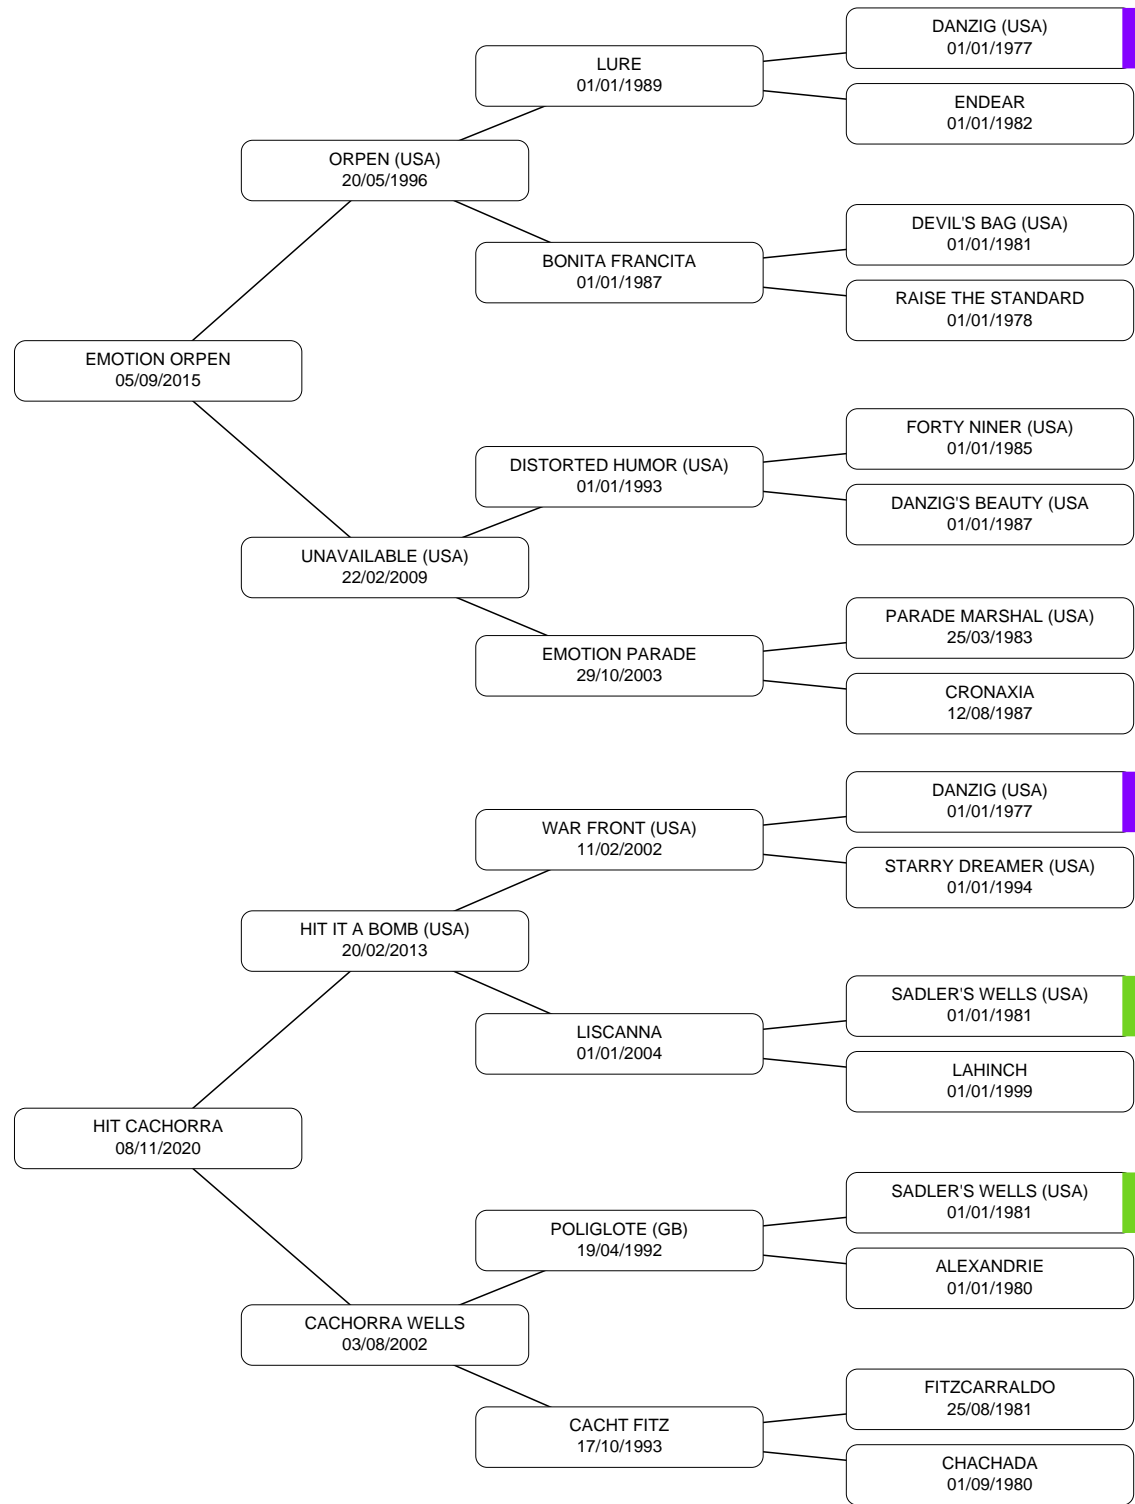 DANZIG (USA)
01/01/1977
LURE
01/01/1989
ENDEAR
01/01/1982
ORPEN (USA)
20/05/1996
DEVIL'S BAG (USA)
01/01/1981
BONITA FRANCITA
01/01/1987
RAISE THE STANDARD
01/01/1978
EMOTION ORPEN
05/09/2015
FORTY NINER (USA)
01/01/1985
DISTORTED HUMOR (USA)
01/01/1993
DANZIG'S BEAUTY (USA
01/01/1987
UNAVAILABLE (USA)
22/02/2009
PARADE MARSHAL (USA)
25/03/1983
EMOTION PARADE
29/10/2003
CRONAXIA
12/08/1987
DANZIG (USA)
01/01/1977
WAR FRONT (USA)
11/02/2002
STARRY DREAMER (USA)
01/01/1994
HIT IT A BOMB (USA)
20/02/2013
SADLER'S WELLS (USA)
01/01/1981
LISCANNA
01/01/2004
LAHINCH
01/01/1999
HIT CACHORRA
08/11/2020
SADLER'S WELLS (USA)
01/01/1981
POLIGLOTE (GB)
19/04/1992
ALEXANDRIE
01/01/1980
CACHORRA WELLS
03/08/2002
FITZCARRALDO
25/08/1981
CACHT FITZ
17/10/1993
CHACHADA
01/09/1980